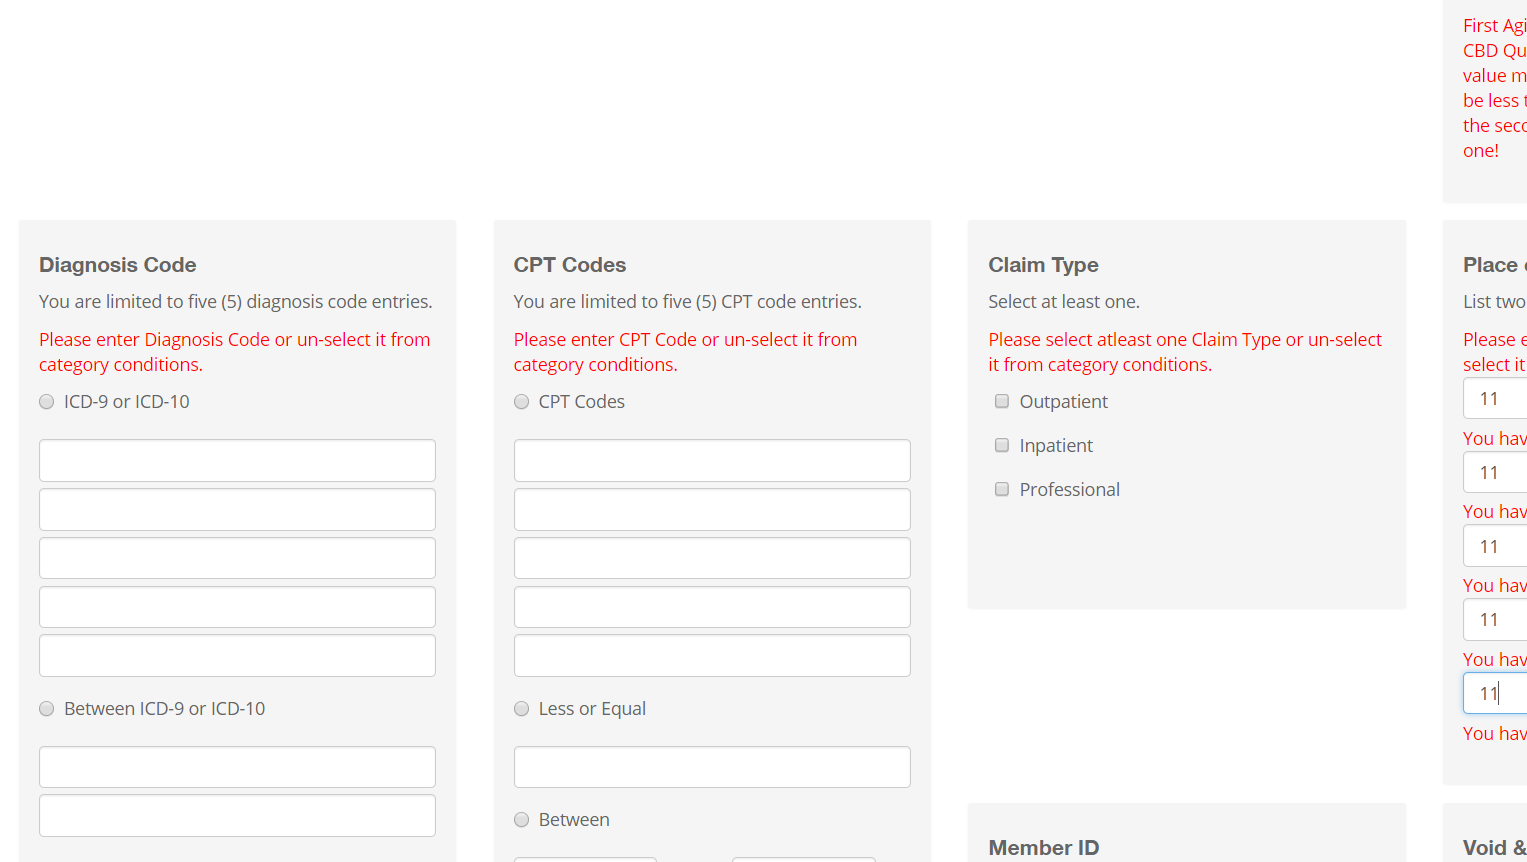 First Agi
CBD Qu
value m
be less t
the seco
one!
Diagnosis Code
You are limited to five (5) diagnosis code entries.
Please enter Diagnosis Code or un-select it from
category conditions.
ICD-9 or ICD-10
Between ICD-9 or ICD-10
CPT Codes
You are limited to five (5) CPT code entries.
Please enter CPT Code or un-select it from
category conditions.
CPT Codes
Less or Equal
Between
Claim Type
Select at least one.
Please select atleast one Claim Type or un-select
it from category conditions.
Outpatient
Inpatient
Professional
Member ID
Place
List two
Please e
select it
11
You hav
11
You hav
11
You hav
11
You hav
11
You hav
Void &